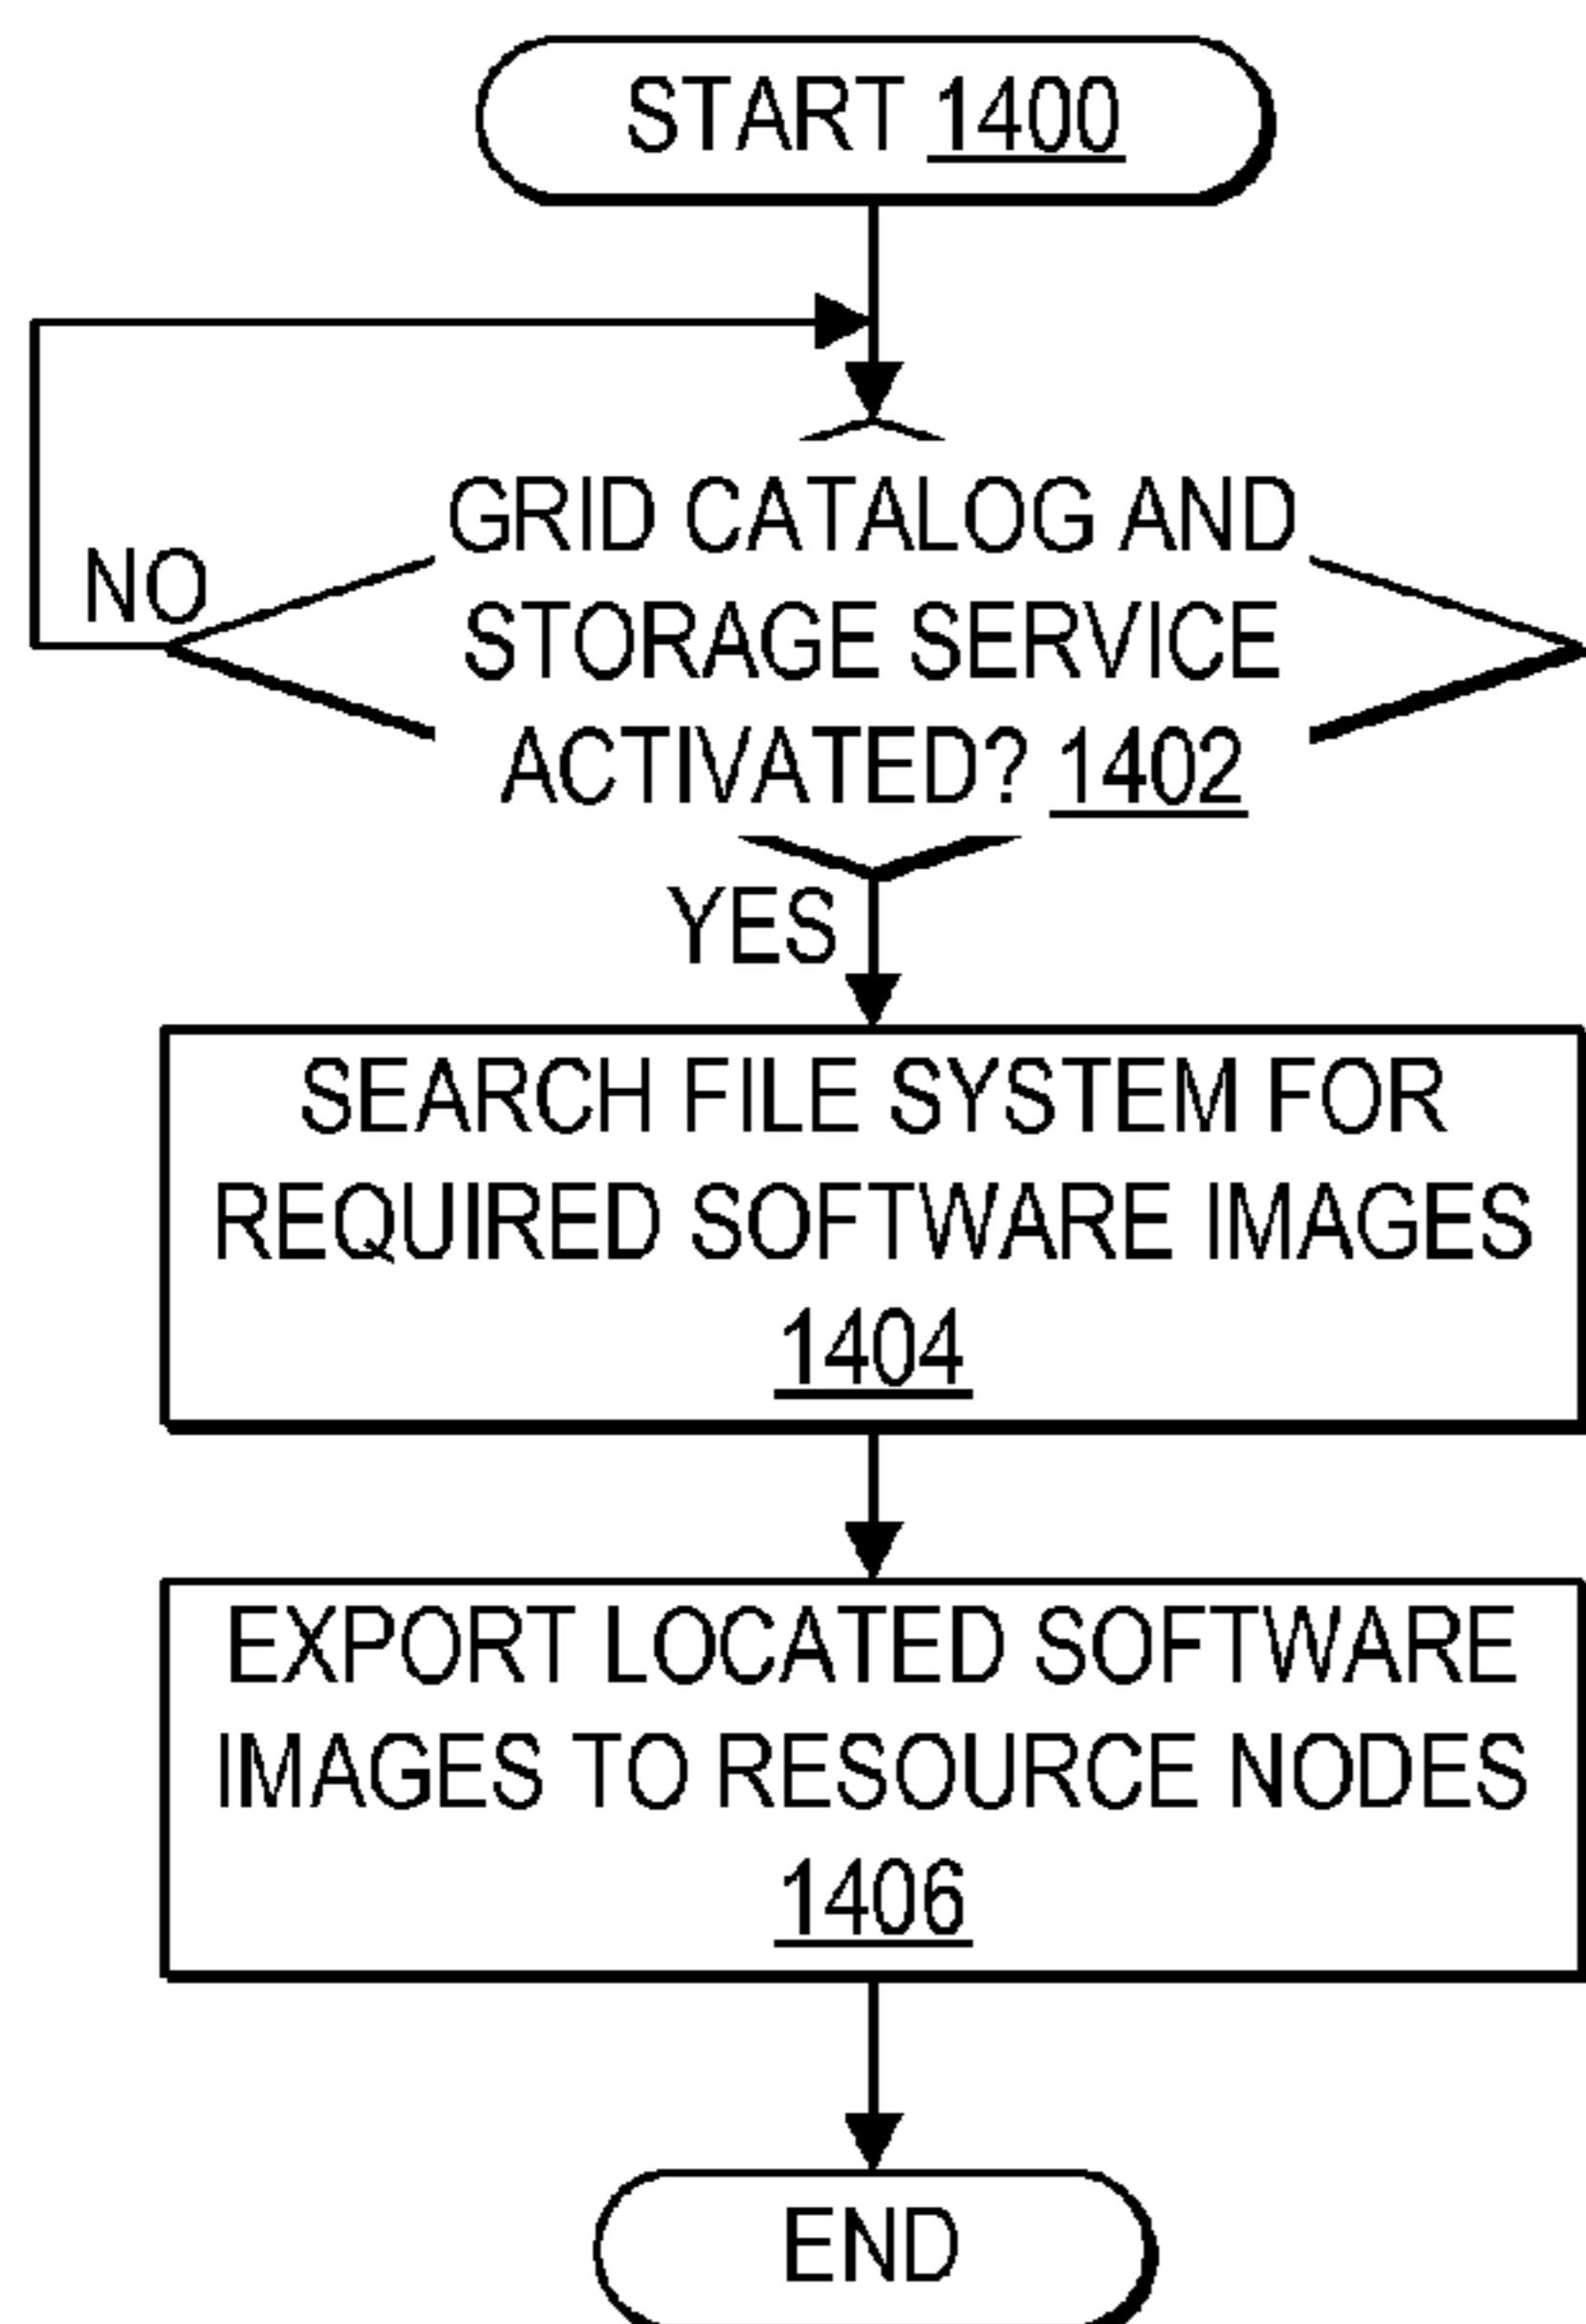 START 1400
GRID CATALOG AND
NO
STORAGE SERVICE
ACTIVATED? 1402
YES
SEARCH FILE SYSTEM FOR
REQUIRED SOFTWARE IMAGES
1404
EXPORT LOCATED SOFTWARE
IMAGES TO RESOURCE NODES
1406
END